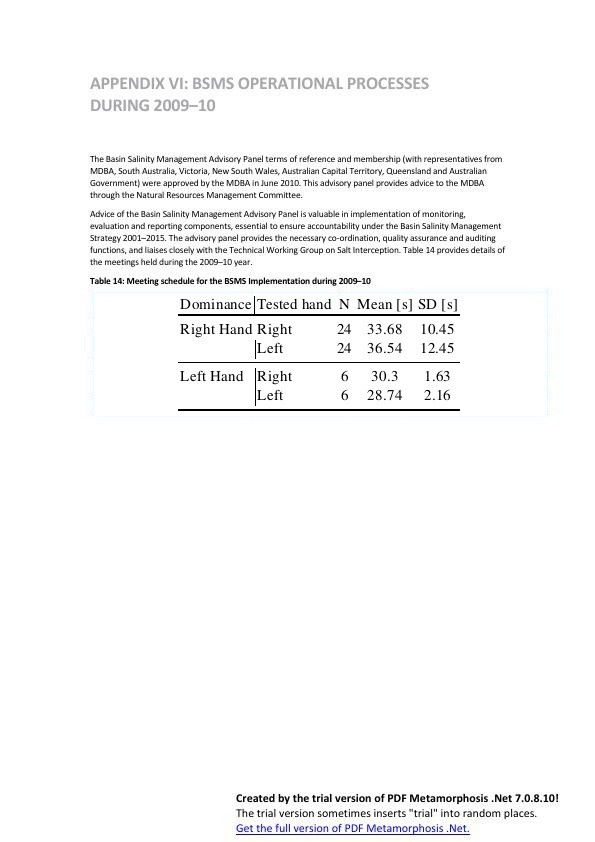 APPENDIX VI: BSMS OPERATIONAL PROCESSES
DURING 2009–10
The Basin Salinity Management Advisory Panel terms of reference and membership (with representatives from
MDBA, South Australia, Victoria, New South Wales, Australian Capital Territory, Queensland and Australian
Government) were approved by the MDBA in June 2010. This advisory panel provides advice to the MDBA
through the Natural Resources Management Committee.
Advice of the Basin Salinity Management Advisory Panel is valuable in implementation of monitoring,
evaluation and reporting components, essential to ensure accountability under the Basin Salinity Management
Strategy 2001–2015. The advisory panel provides the necessary co-ordination, quality assurance and auditing
functions, and liaises closely with the Technical Working Group on Salt Interception. Table 14 provides details of
the meetings held during the 2009–10 year.
Table 14: Meeting schedule for the BSMS Implementation during 2009–10
Dominance Tested hand N Mean [s] SD [s]
Right Hand Right 24 33.68 10.45
Left 24 36.54 12.45
Left Hand Right 6 30.3 1.63
Left 6 28.74 2.16
Created by the trial version of PDF Metamorphosis .Net 7.0.8.10!
The trial version sometimes inserts "trial" into random places.
Get the full version of PDF Metamorphosis .Net.